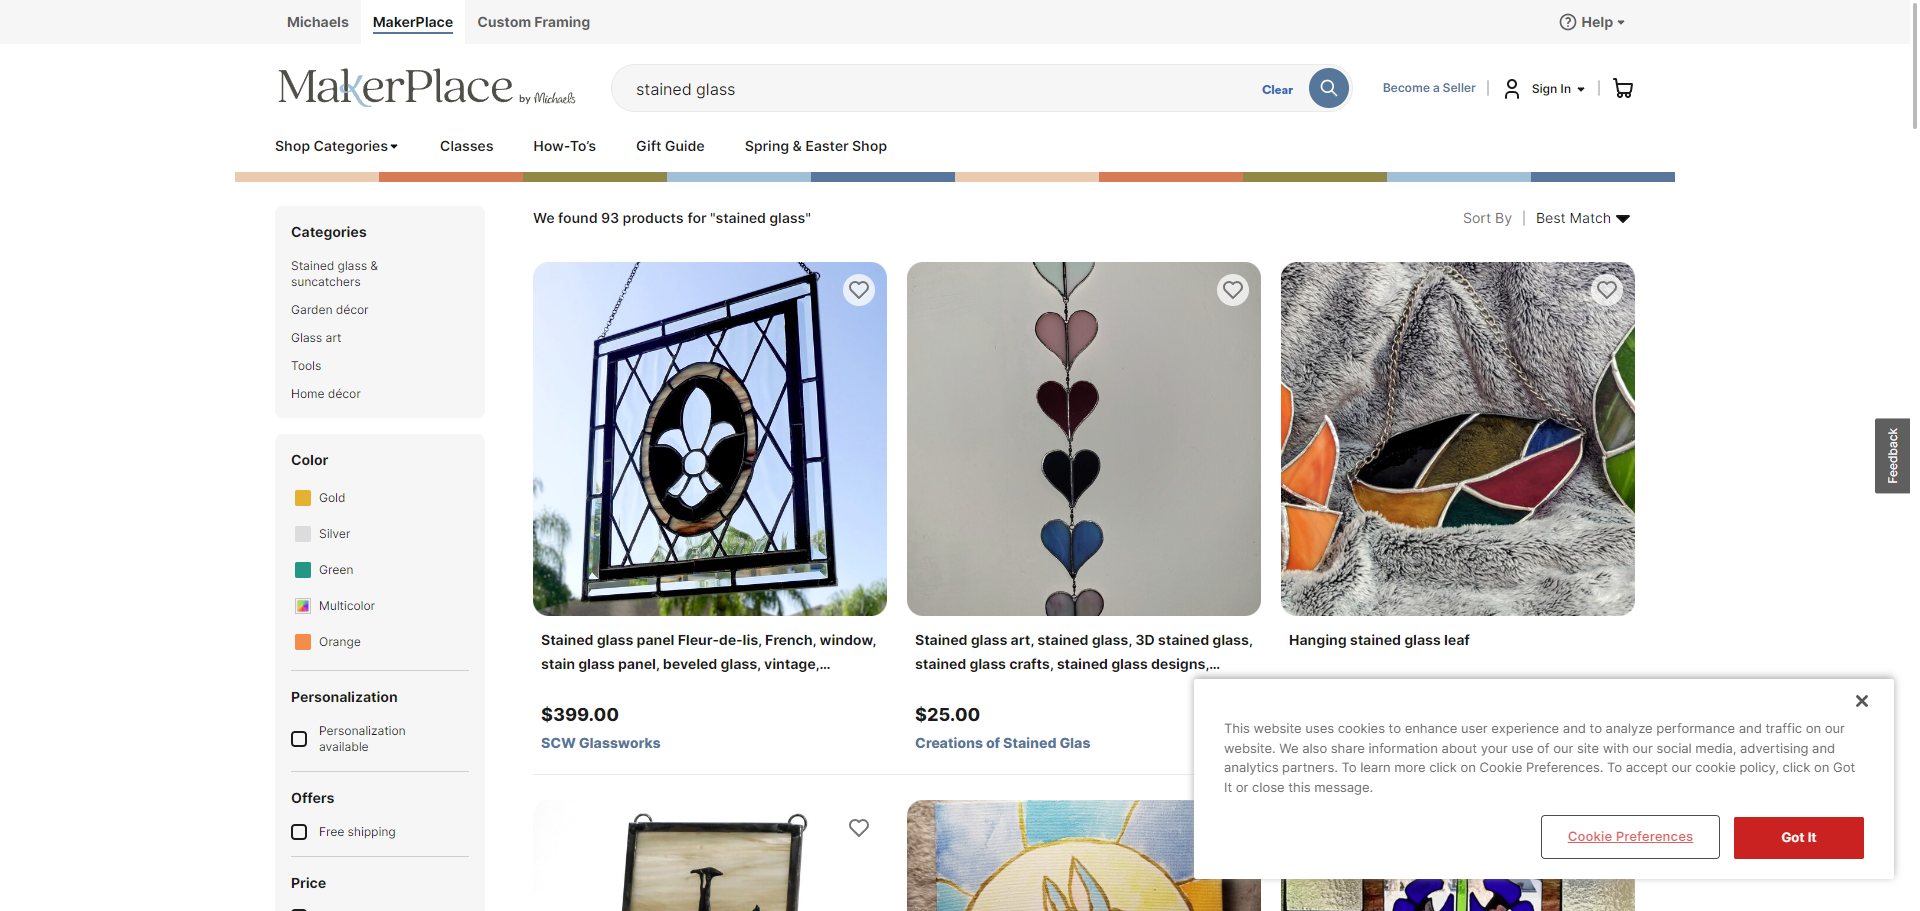 Michaels
MakerPlace
Custom Framing
Help
MakerPlace by Michaels
stained glass
Clear
Become a Seller
Sign In
Shop Categories
Classes
How-To's
Gift Guide
Spring & Easter Shop
Categories
Stained glass &
suncatchers
Garden décor
Glass art
Tools
Home décor
Color
Gold
Silver
Green
Multicolor
Orange
Personalization
Personalization
available
Offers
Free shipping
Price
We found 93 products for "stained glass"
Sort By
Best Match
Stained glass panel Fleur-de-lis, French, window,
stain glass panel, beveled glass, vintage,...
$399.00
SCW Glassworks
Stained glass art, stained glass, 3D stained glass,
stained glass crafts, stained glass designs,...
$25.00
Creations of Stained Glas
Hanging stained glass leaf
Feedback
This website uses cookies to enhance user experience and to analyze performance and traffic on our
website. We also share information about your use of our site with our social media, advertising and
analytics partners. To learn more click on Cookie Preferences. To accept our cookie policy, click on Got
It or close this message.
Cookie Preferences
Got It